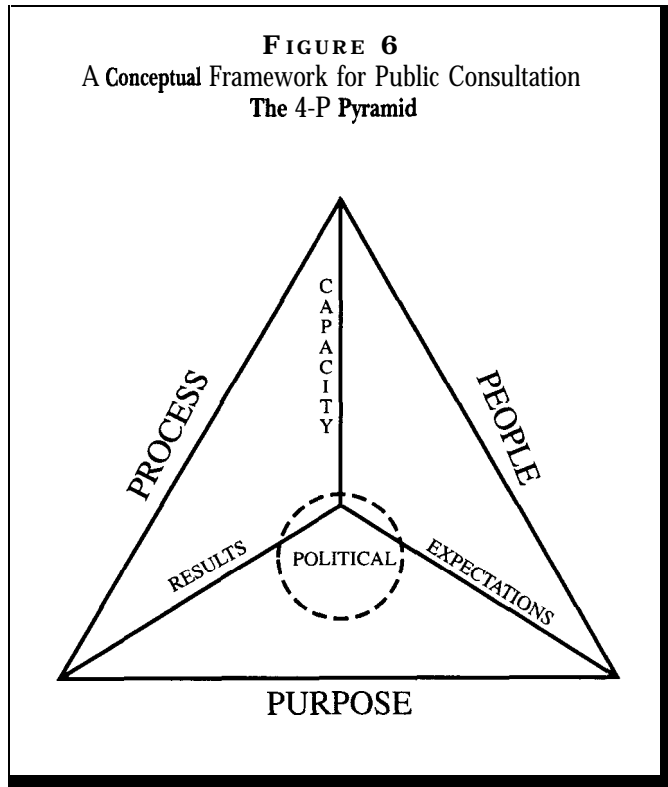 FIGURE 6
A Conceptual Framework for Public Consultation
The 4-P Pyramid
CAPACITY
PROCESS
PEOPLE
RESULTS
POLITICAL
EXPECTATIONS
PURPOSE